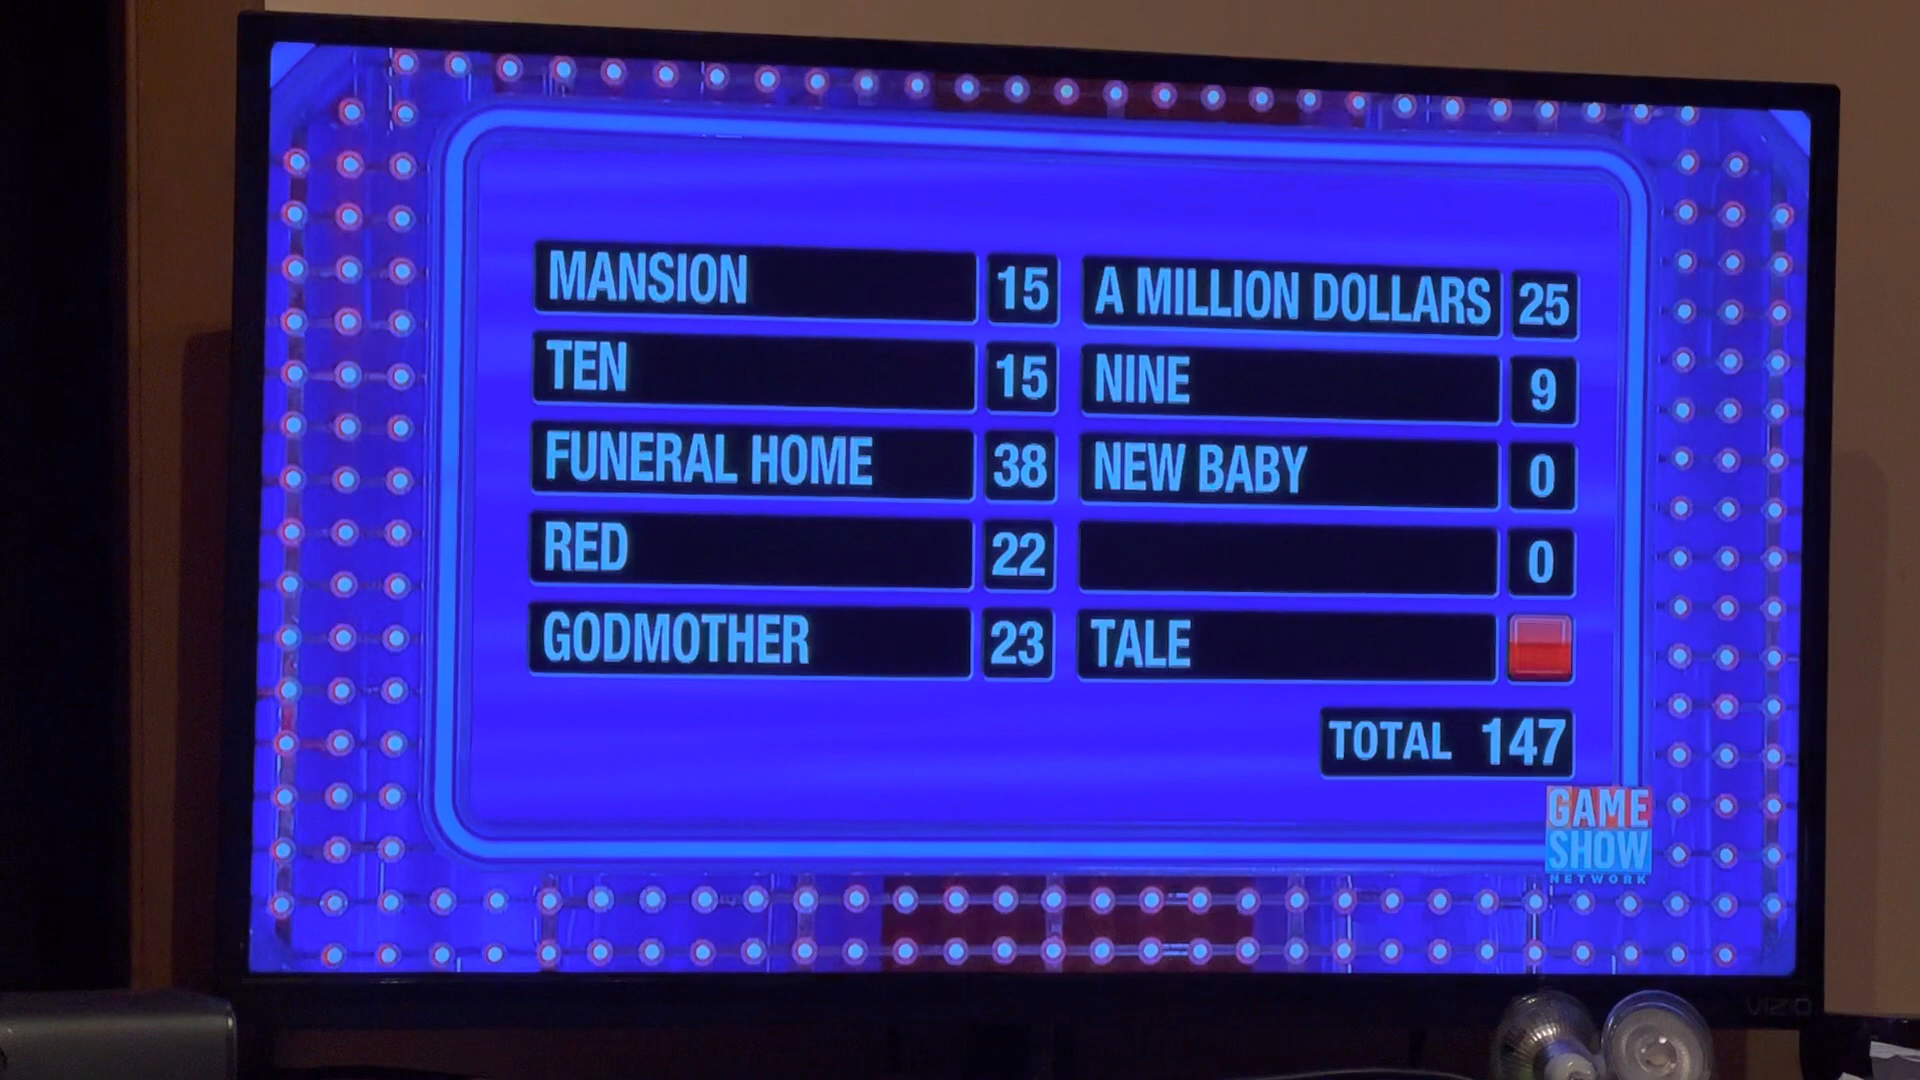 MANSION 15
TEN 15
FUNERAL HOME 38
RED 22
GODMOTHER 23
A MILLION DOLLARS 25
NINE 9
NEW BABY 0
0
TALE
TOTAL 147
GAME
SHOW
NETWORK
VIZIO